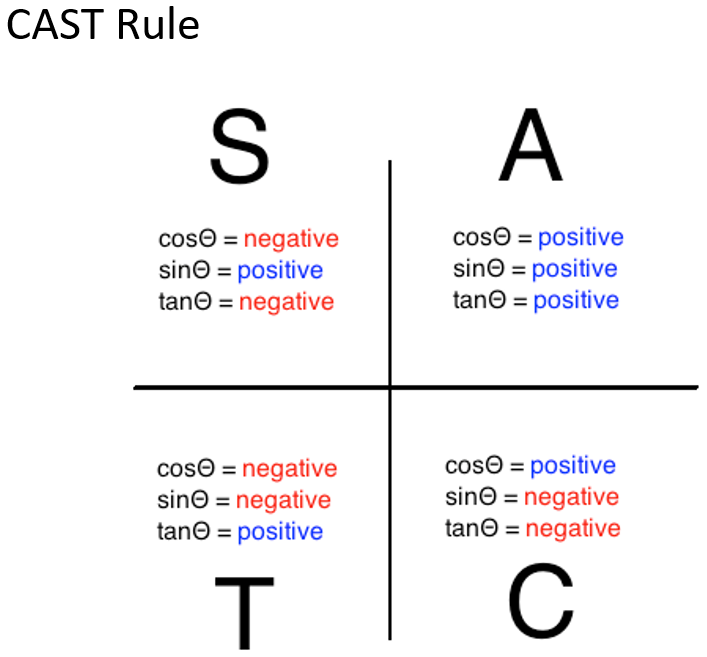 CAST Rule
S
cosΘ = negative
sinΘ = positive
tanΘ = negative
A
cosΘ = positive
sinΘ = positive
tanΘ = positive
cosΘ = negative
sinΘ = negative
tanΘ = positive
T
cosΘ = positive
sinΘ = negative
tanΘ = negative
C